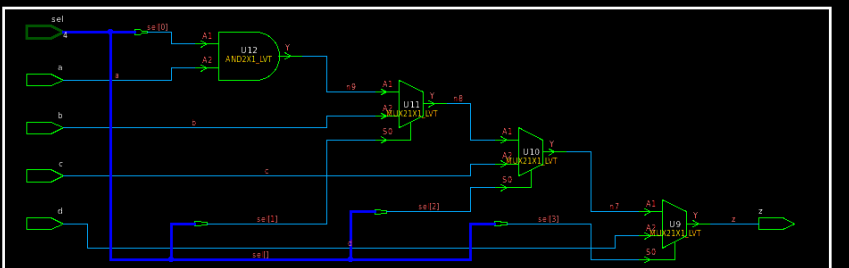 sel
4
sel[0]
A1
A2
U12
AND2X1_LVT
Y
a
a
n9
A1
A2
S0
U11
MUX21X1_LVT
Y
n8
b
b
A1
A2
S0
U10
MUX21X1_LVT
Y
c
c
n7
A1
A2
S0
U9
MUX21X1_LVT
Y
z
z
d
d
sel[1]
sel[2]
sel[3]
sel[]